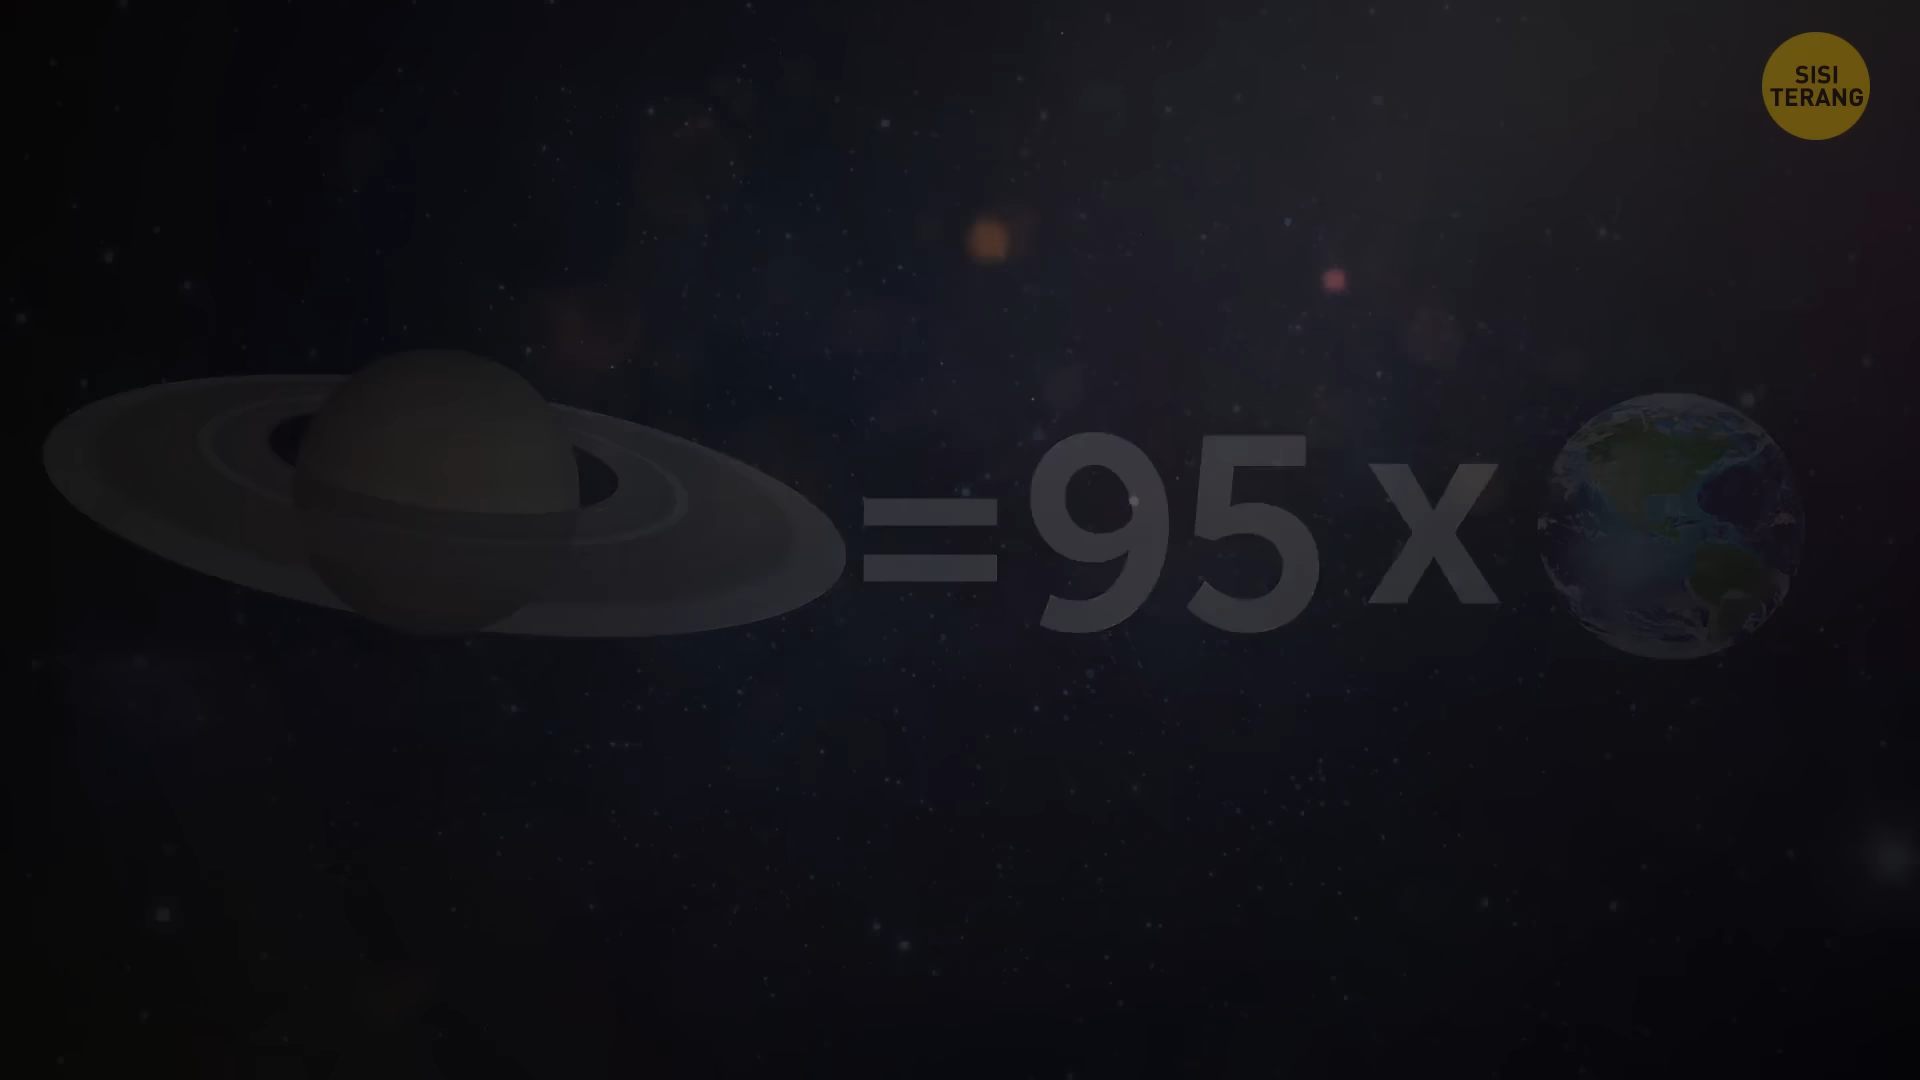 SISI
TERANG
= 95 x